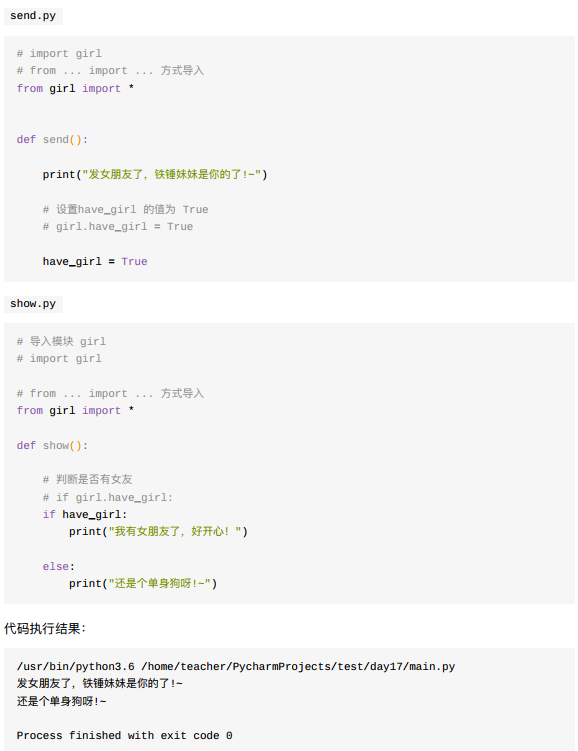 send.py
# import girl
# from ... import ... 方式导入
from girl import *
def send():
print("发女朋友了，铁锤妹妹是你的了!~")
# 设置have_girl 的值为 True
# girl.have_girl = True
have_girl = True
show.py
# 导入模块 girl
# import girl
# from ... import ... 方式导入
from girl import *
def show():
# 判断是否有女友
# if girl.have_girl:
if have_girl:
print("我有女朋友了，好开心！")
else:
print("还是个单身狗呀!~")
代码执行结果：
/usr/bin/python3.6 /home/teacher/PycharmProjects/test/day17/main.py
发女朋友了，铁锤妹妹是你的了!~
还是个单身狗呀!~
Process finished with exit code 0